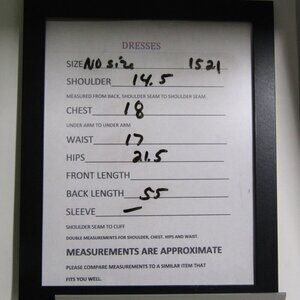 DRESSES
SIZE No size 1521
SHOULDER 14.5
MEASURED FROM BACK, SHOULDER SEAM TO SHOULDER SEAM.
CHEST 18
UNDER ARM TO UNDER ARM
WAIST 17
HIPS 21.5
FRONT LENGTH
BACK LENGTH 55
SLEEVE –
SHOULDER SEAM TO CUFF
DOUBLE MEASUREMENTS FOR SHOULDER, CHEST, HIPS AND WAIST.
MEASUREMENTS ARE APPROXIMATE
PLEASE COMPARE MEASUREMENTS TO A SIMILAR ITEM THAT
FITS YOU WELL.